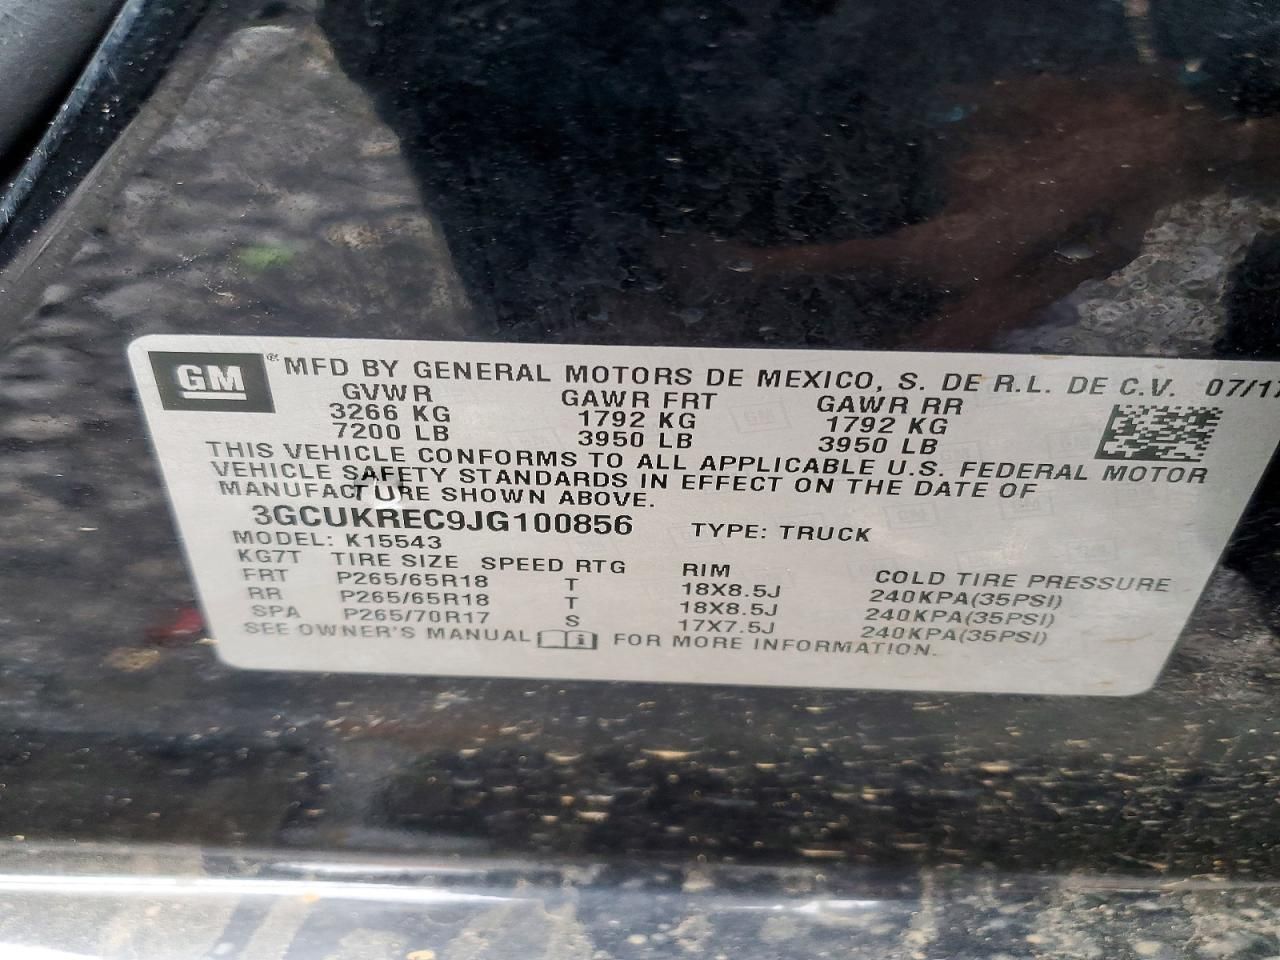 GM ® MFD BY GENERAL MOTORS DE MEXICO, S. DE R.L. DE C.V. 07/17
GVWR GAWR FRT GAWR RR
3266 KG 1792 KG 1792 KG
7200 LB 3950 LB 3950 LB
THIS VEHICLE CONFORMS TO ALL APPLICABLE U.S. FEDERAL MOTOR
VEHICLE SAFETY STANDARDS IN EFFECT ON THE DATE OF
MANUFACTURE SHOWN ABOVE.
3GCUKREC9JG100856 TYPE: TRUCK
MODEL: K15543
KG7T TIRE SIZE SPEED RTG RIM COLD TIRE PRESSURE
FRT P265/65R18 T 18X8.5J 240KPA(35PSI)
RR P265/65R18 T 18X8.5J 240KPA(35PSI)
SPA P265/70R17 S 17X7.5J 240KPA(35PSI)
SEE OWNER'S MANUAL i FOR MORE INFORMATION.